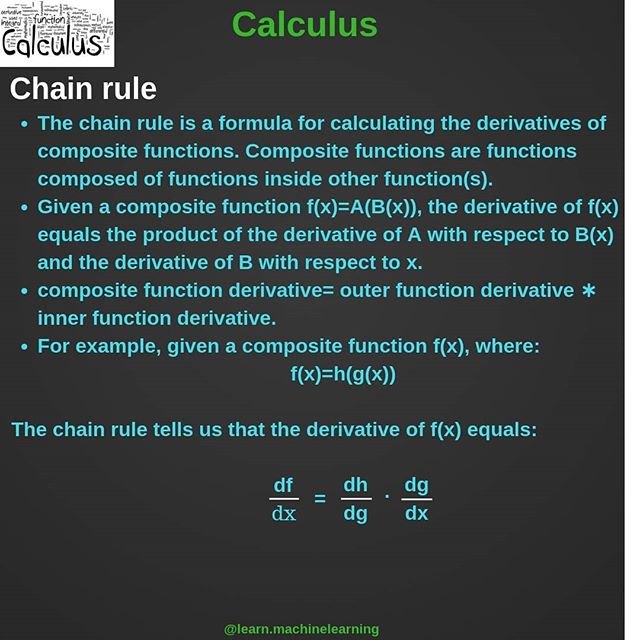 function
Calculus
Calculus
Chain rule
• The chain rule is a formula for calculating the derivatives of
composite functions. Composite functions are functions
composed of functions inside other function(s).
• Given a composite function f(x)=A(B(x)), the derivative of f(x)
equals the product of the derivative of A with respect to B(x)
and the derivative of B with respect to x.
• composite function derivative= outer function derivative ∗
inner function derivative.
• For example, given a composite function f(x), where:
f(x)=h(g(x))
The chain rule tells us that the derivative of f(x) equals:
df dh dg
= ·
dx dg dx
@learn.machinelearning